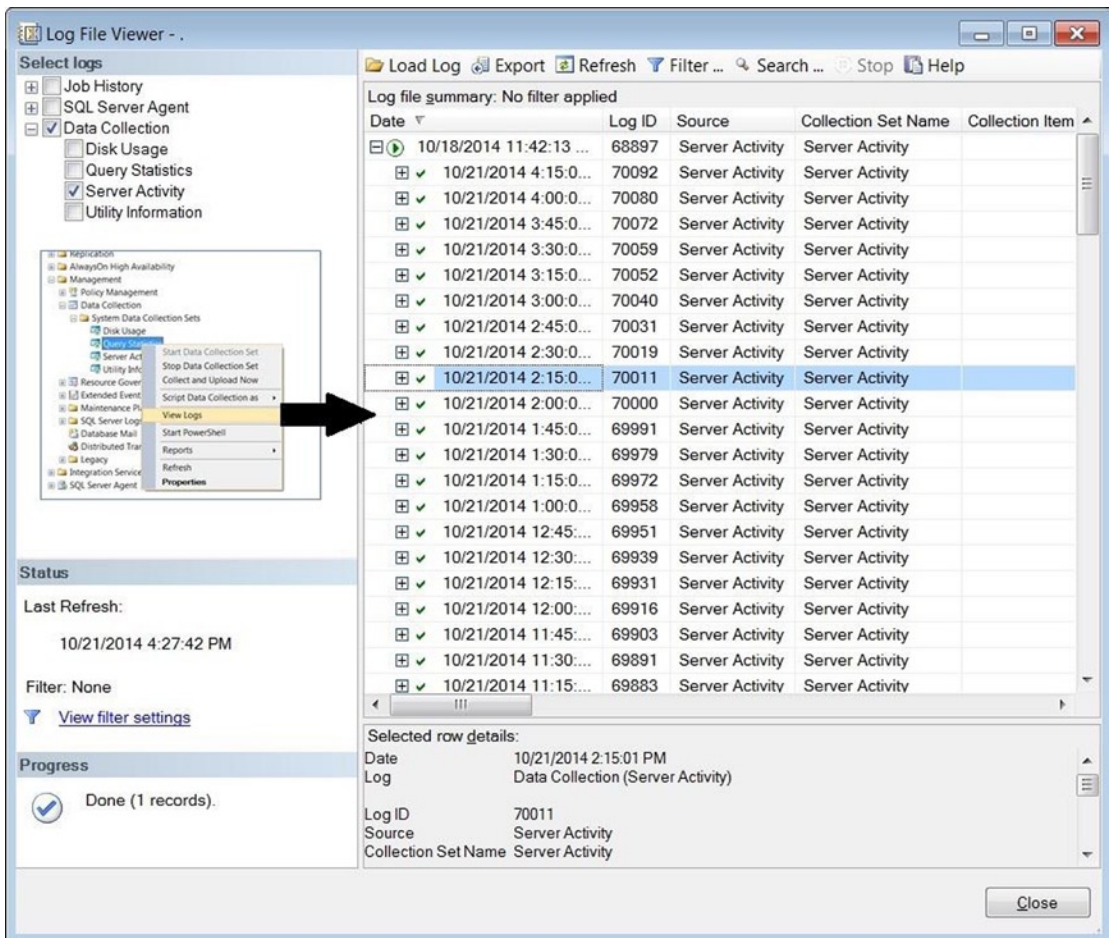 Log File Viewer - .
Select logs
Job History
SQL Server Agent
Data Collection
Disk Usage
Query Statistics
Server Activity
Utility Information
Replication
AlwaysOn High Availability
Management
Policy Management
Data Collection
System Data Collection Sets
Disk Usage
Query Stati
Server Act
Utility Info
Resource Gover
Extended Event
Maintenance Pl
SQL Server Log
Database Mail
Distributed Tra
Legacy
Integration Service
SQL Server Agent
Start Data Collection Set
Stop Data Collection Set
Collect and Upload Now
Script Data Collection as
View Logs
Start PowerShell
Reports
Refresh
Properties
Status
Last Refresh:
10/21/2014 4:27:42 PM
Filter: None
View filter settings
Progress
Done (1 records).
Load Log Export Refresh Filter ... Search ... Stop Help
Log file summary: No filter applied
Date Log ID Source Collection Set Name Collection Item
10/18/2014 11:42:13 ... 68897 Server Activity Server Activity
10/21/2014 4:15:0... 70092 Server Activity Server Activity
10/21/2014 4:00:0... 70080 Server Activity Server Activity
10/21/2014 3:45:0... 70072 Server Activity Server Activity
10/21/2014 3:30:0... 70059 Server Activity Server Activity
10/21/2014 3:15:0... 70052 Server Activity Server Activity
10/21/2014 3:00:0... 70040 Server Activity Server Activity
10/21/2014 2:45:0... 70031 Server Activity Server Activity
10/21/2014 2:30:0... 70019 Server Activity Server Activity
10/21/2014 2:15:0... 70011 Server Activity Server Activity
10/21/2014 2:00:0... 70000 Server Activity Server Activity
10/21/2014 1:45:0... 69991 Server Activity Server Activity
10/21/2014 1:30:0... 69979 Server Activity Server Activity
10/21/2014 1:15:0... 69972 Server Activity Server Activity
10/21/2014 1:00:0... 69958 Server Activity Server Activity
10/21/2014 12:45:... 69951 Server Activity Server Activity
10/21/2014 12:30:... 69939 Server Activity Server Activity
10/21/2014 12:15:... 69931 Server Activity Server Activity
10/21/2014 12:00:... 69916 Server Activity Server Activity
10/21/2014 11:45:... 69903 Server Activity Server Activity
10/21/2014 11:30:... 69891 Server Activity Server Activity
10/21/2014 11:15:... 69883 Server Activity Server Activity
Selected row details:
Date 10/21/2014 2:15:01 PM
Log Data Collection (Server Activity)
Log ID 70011
Source Server Activity
Collection Set Name Server Activity
Close